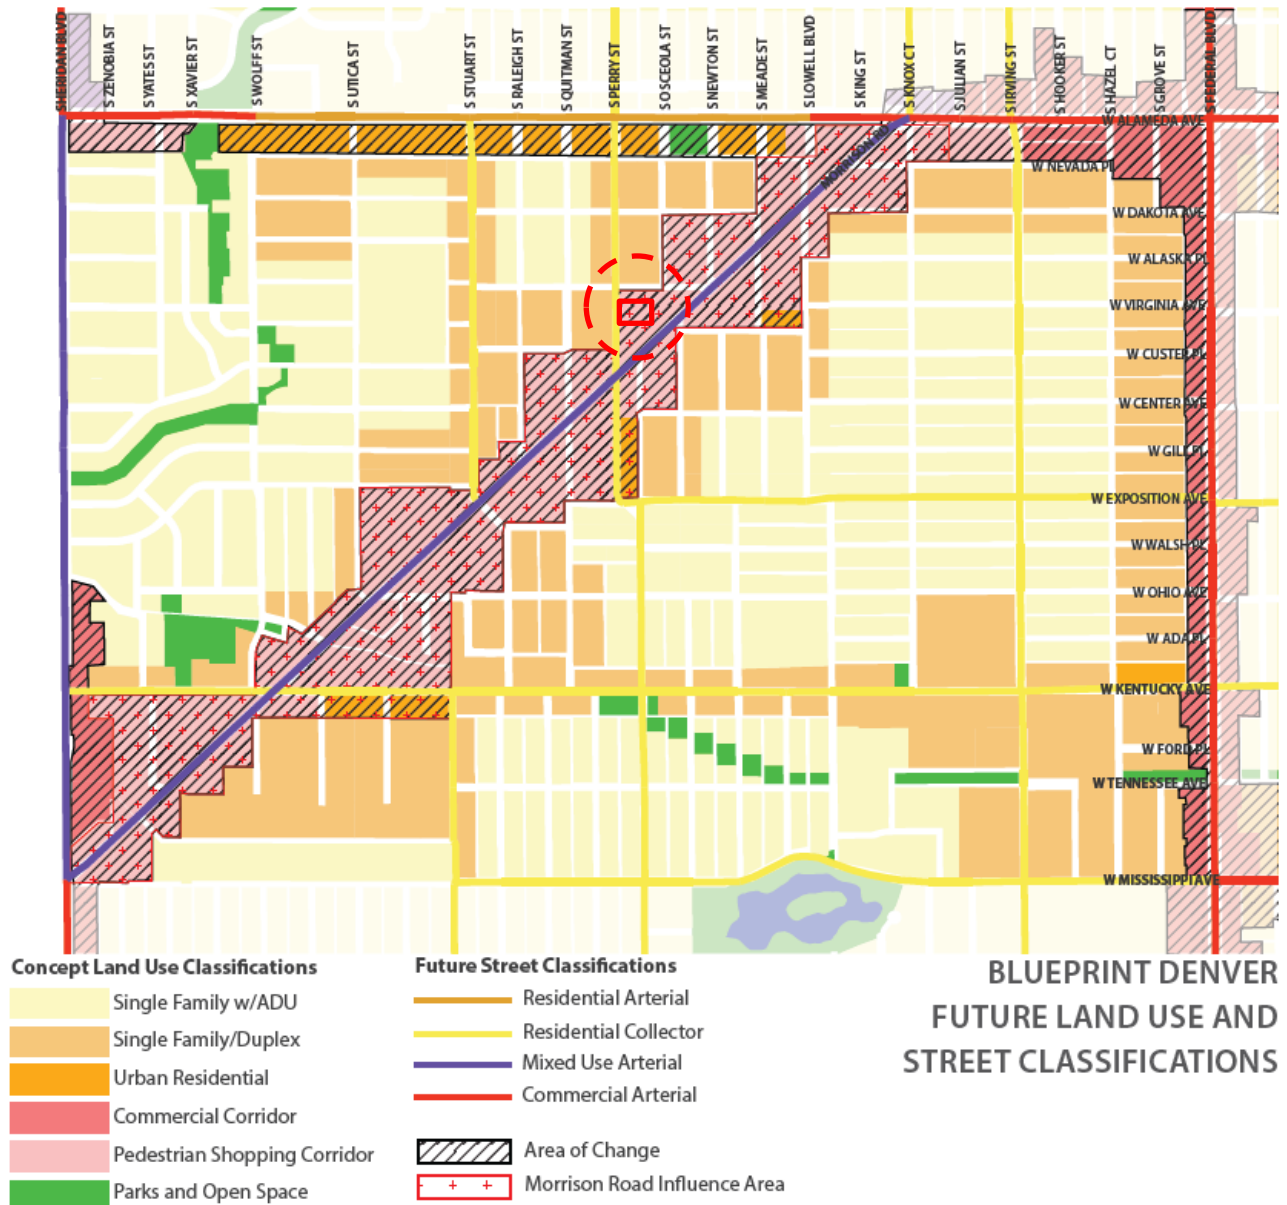 SHERIDAN BLVD
S ZENOBIA ST
S YATES ST
S XAVIER ST
S WOLFF ST
S UTICA ST
S STUART ST
S RALEIGH ST
S QUITMAN ST
S PERRY ST
S OSCEOLA ST
S NEWTON ST
S MEADE ST
S LOWELL BLVD
S KING ST
S KNOX CT
S JULIAN ST
S IRVING ST
S HOOKER ST
S HAZEL CT
S GROVE ST
S FEDERAL BLVD
MORRISON RD
W ALAMEDA AVE
W NEVADA PL
W DAKOTA AVE
W ALASKA PL
W VIRGINIA AVE
W CUSTER PL
W CENTER AVE
W GILL PL
W EXPOSITION AVE
W WALSH PL
W OHIO AVE
W ADA PL
W KENTUCKY AVE
W FORD PL
W TENNESSEE AVE
W MISSISSIPPI AVE
Concept Land Use Classifications
Single Family w/ADU
Single Family/Duplex
Urban Residential
Commercial Corridor
Pedestrian Shopping Corridor
Parks and Open Space
Future Street Classifications
Residential Arterial
Residential Collector
Mixed Use Arterial
Commercial Arterial
Area of Change
Morrison Road Influence Area
BLUEPRINT DENVER
FUTURE LAND USE AND
STREET CLASSIFICATIONS